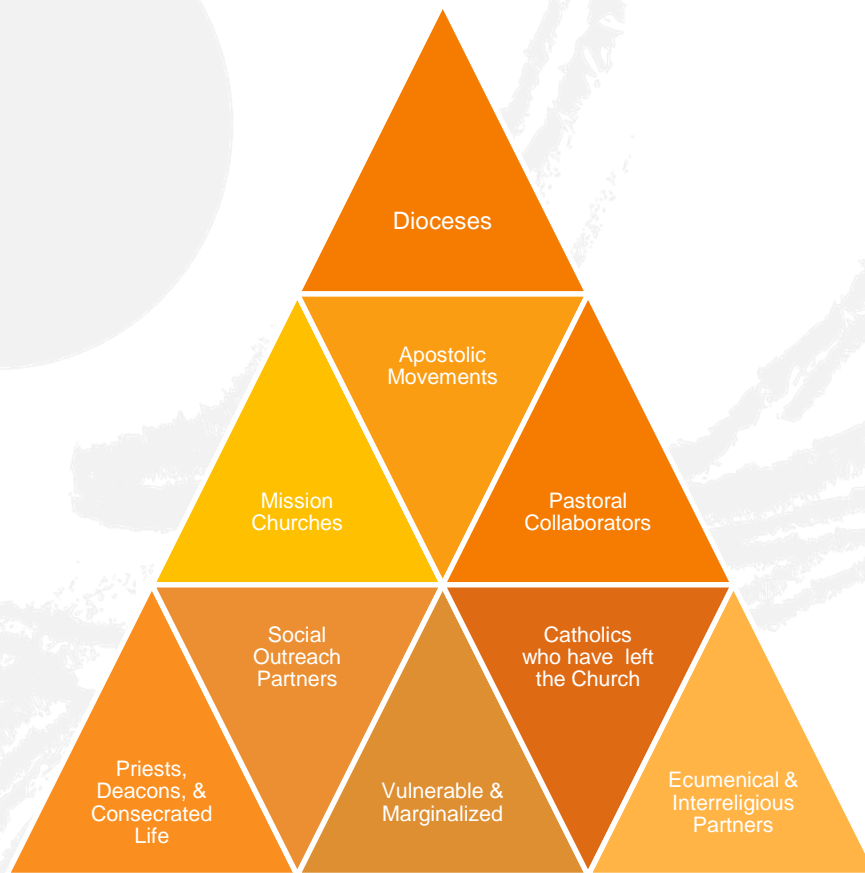 Dioceses
Apostolic
Movements
Mission
Churches
Pastoral
Collaborators
Social
Outreach
Partners
Catholics
who have left
the Church
Priests,
Deacons, &
Consecrated
Life
Vulnerable &
Marginalized
Ecumenical &
Interreligious
Partners